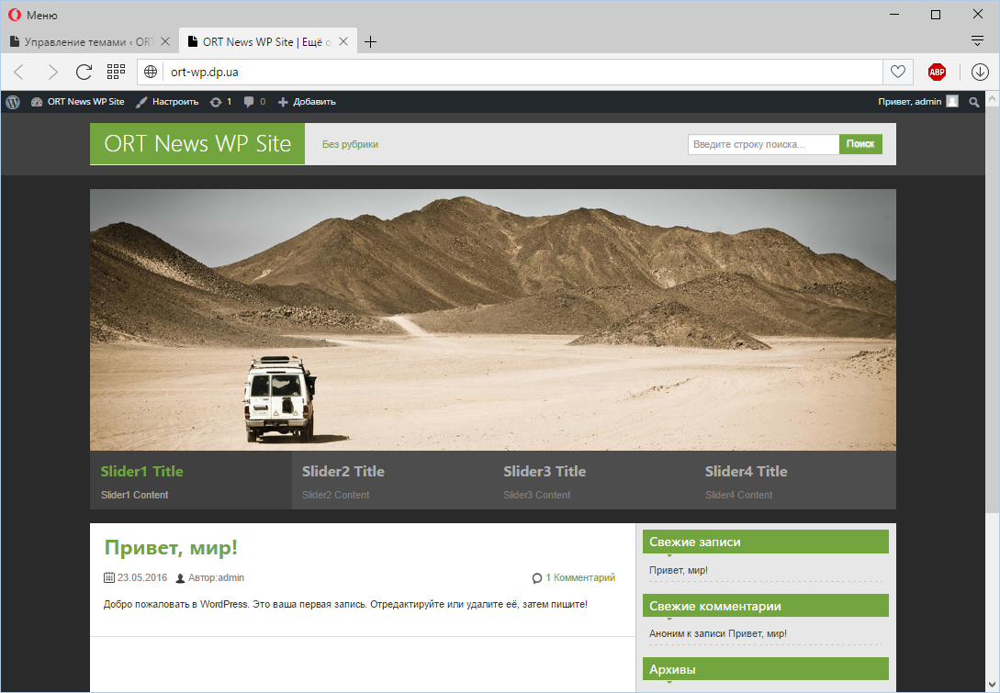 Меню
Управление темами ‹ ORT
ORT News WP Site | Ещё о
ort-wp.dp.ua
ABP
ORT News WP Site Настроить 1 0 Добавить Привет, admin
ORT News WP Site
Без рубрики
Введите строку поиска... Поиск
Slider1 Title Slider2 Title Slider3 Title Slider4 Title
Slider1 Content Slider2 Content Slider3 Content Slider4 Content
Привет, мир!
23.05.2016 Автор:admin 1 Комментарий
Добро пожаловать в WordPress. Это ваша первая запись. Отредактируйте или удалите её, затем пишите!
Свежие записи
Привет, мир!
Свежие комментарии
Аноним к записи Привет, мир!
Архивы